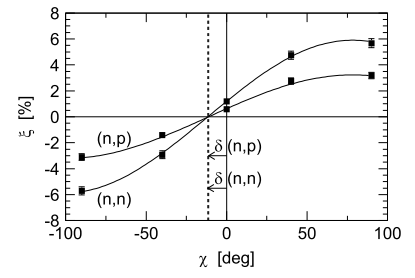 8
6
4
2
0
-2
-4
-6
-8
ξ [%]
(n,p)
(n,n)
δ (n,p)
δ (n,n)
-100 -50 0 50 100
χ [deg]